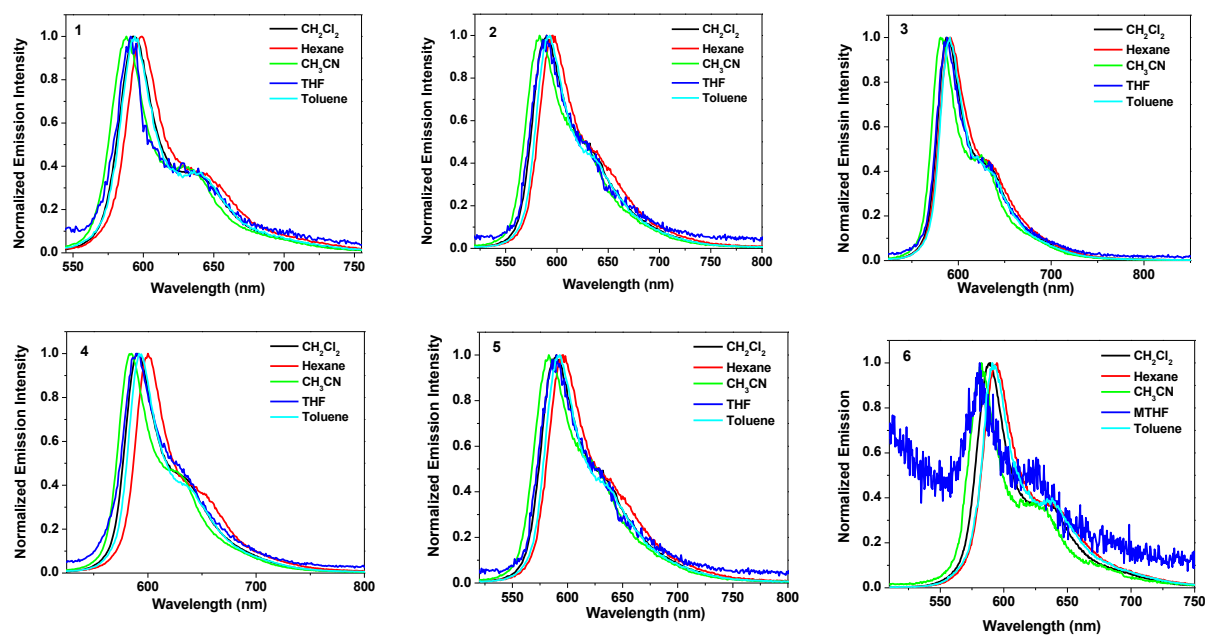 1
CH₂Cl₂
Hexane
CH₃CN
THF
Toluene
Normalized Emission Intensity
1.0
0.8
0.6
0.4
0.2
0.0
550 600 650 700 750
Wavelength (nm)
2
CH₂Cl₂
Hexane
CH₃CN
THF
Toluene
Normalized Emission Intensity
1.0
0.8
0.6
0.4
0.2
0.0
550 600 650 700 750 800
Wavelength (nm)
3
CH₂Cl₂
Hexane
CH₃CN
THF
Toluene
Normalized Emissin Intensity
1.0
0.8
0.6
0.4
0.2
0.0
600 700 800
Wavelength (nm)
4
CH₂Cl₂
Hexane
CH₃CN
THF
Toluene
Normalized Emission Intensity
1.0
0.8
0.6
0.4
0.2
0.0
600 700 800
Wavelength (nm)
5
CH₂Cl₂
Hexane
CH₃CN
THF
Toluene
Normalized Emission Intensity
1.0
0.8
0.6
0.4
0.2
0.0
550 600 650 700 750 800
Wavelength (nm)
6
CH₂Cl₂
Hexane
CH₃CN
MTHF
Toluene
Normalized Emission
1.0
0.8
0.6
0.4
0.2
0.0
550 600 650 700 750
Wavelength (nm)